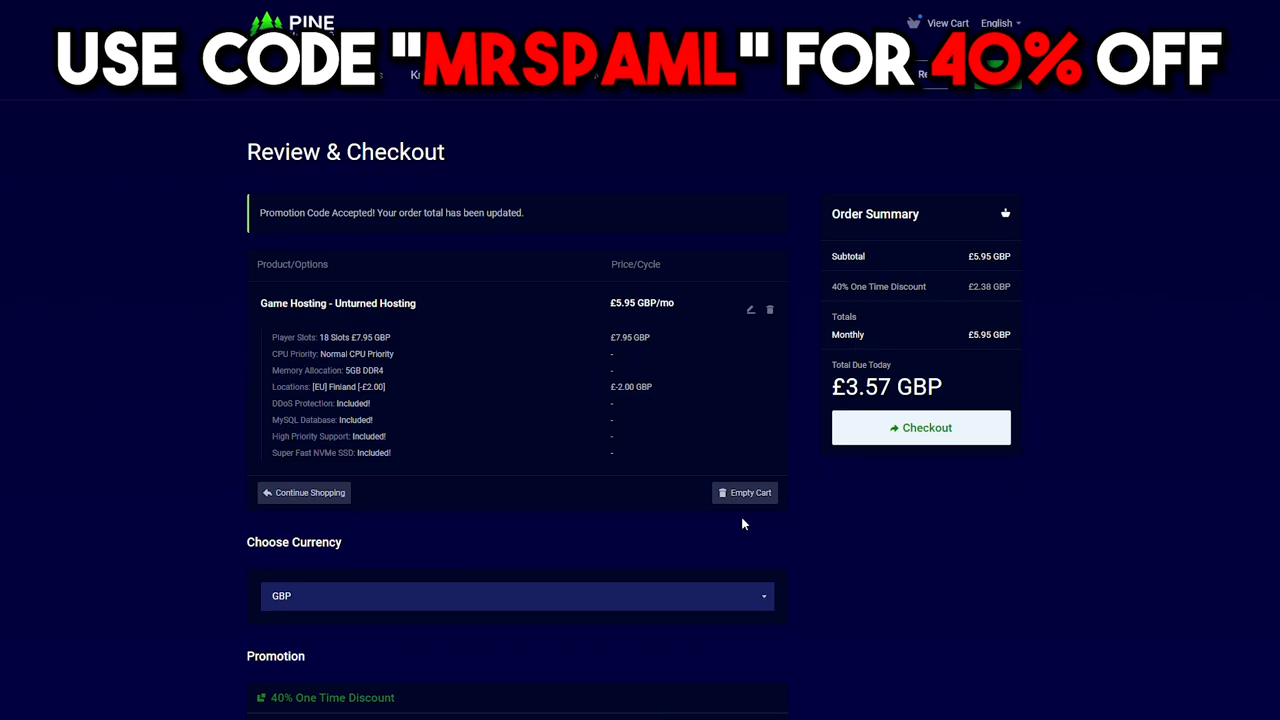 PINE
View Cart
English
USE CODE "MRSPAML" FOR 40% OFF
Review & Checkout
Promotion Code Accepted! Your order total has been updated.
Product/Options Price/Cycle
Game Hosting - Unturned Hosting £5.95 GBP/mo
Player Slots: 18 Slots £7.95 GBP £7.95 GBP
CPU Priority: Normal CPU Priority -
Memory Allocation: 5GB DDR4 -
Locations: [EU] Finland [-£2.00] £-2.00 GBP
DDoS Protection: Included! -
MySQL Database: Included! -
High Priority Support: Included! -
Super Fast NVMe SSD: Included! -
Continue Shopping
Empty Cart
Order Summary
Subtotal £5.95 GBP
40% One Time Discount £2.38 GBP
Totals
Monthly £5.95 GBP
Total Due Today
£3.57 GBP
Checkout
Choose Currency
GBP
Promotion
40% One Time Discount